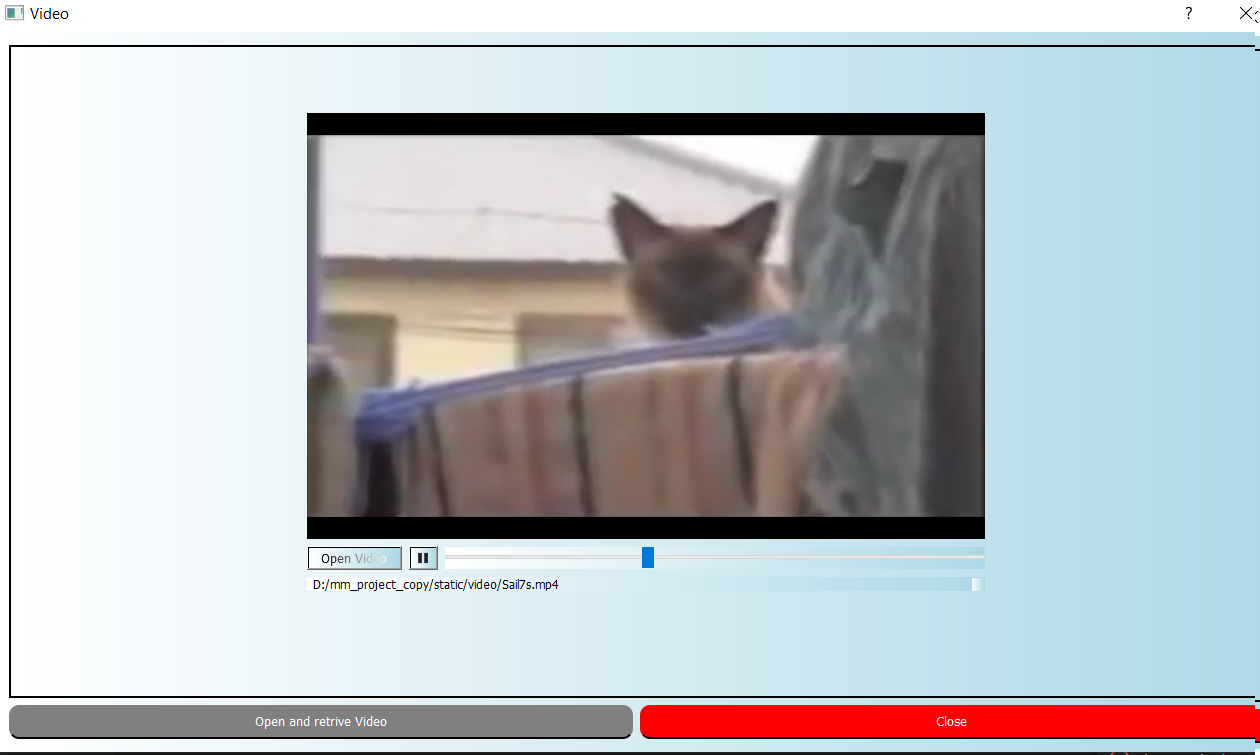 Video
?
Open Video
D:/mm_project_copy/static/video/Sail7s.mp4
Open and retrive Video
Close